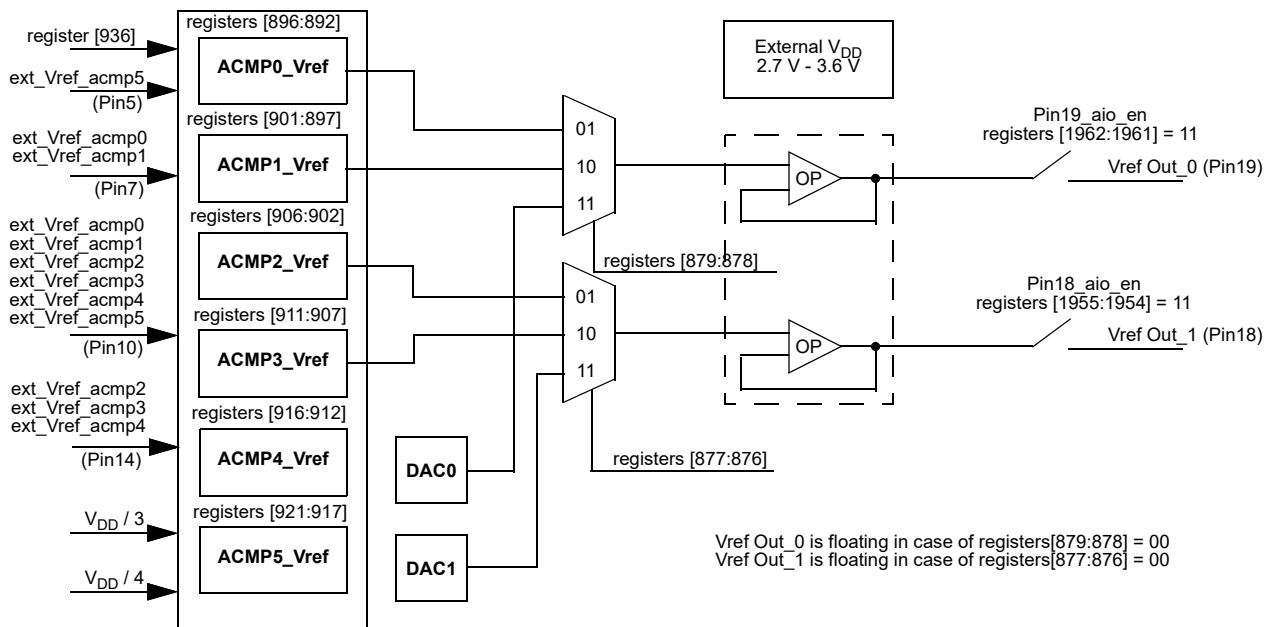 register [936]
ext_Vref_acmp5
(Pin5)
ext_Vref_acmp0
ext_Vref_acmp1
(Pin7)
ext_Vref_acmp0
ext_Vref_acmp1
ext_Vref_acmp2
ext_Vref_acmp3
ext_Vref_acmp4
ext_Vref_acmp5
(Pin10)
ext_Vref_acmp2
ext_Vref_acmp3
ext_Vref_acmp4
(Pin14)
VDD / 3
VDD / 4
registers [896:892]
ACMP0_Vref
registers [901:897]
ACMP1_Vref
registers [906:902]
ACMP2_Vref
registers [911:907]
ACMP3_Vref
registers [916:912]
ACMP4_Vref
registers [921:917]
ACMP5_Vref
DAC0
DAC1
01
10
11
registers [879:878]
01
10
11
registers [877:876]
External VDD
2.7 V - 3.6 V
OP
OP
Pin19_aio_en
registers [1962:1961] = 11
Vref Out_0 (Pin19)
Pin18_aio_en
registers [1955:1954] = 11
Vref Out_1 (Pin18)
Vref Out_0 is floating in case of registers[879:878] = 00
Vref Out_1 is floating in case of registers[877:876] = 00